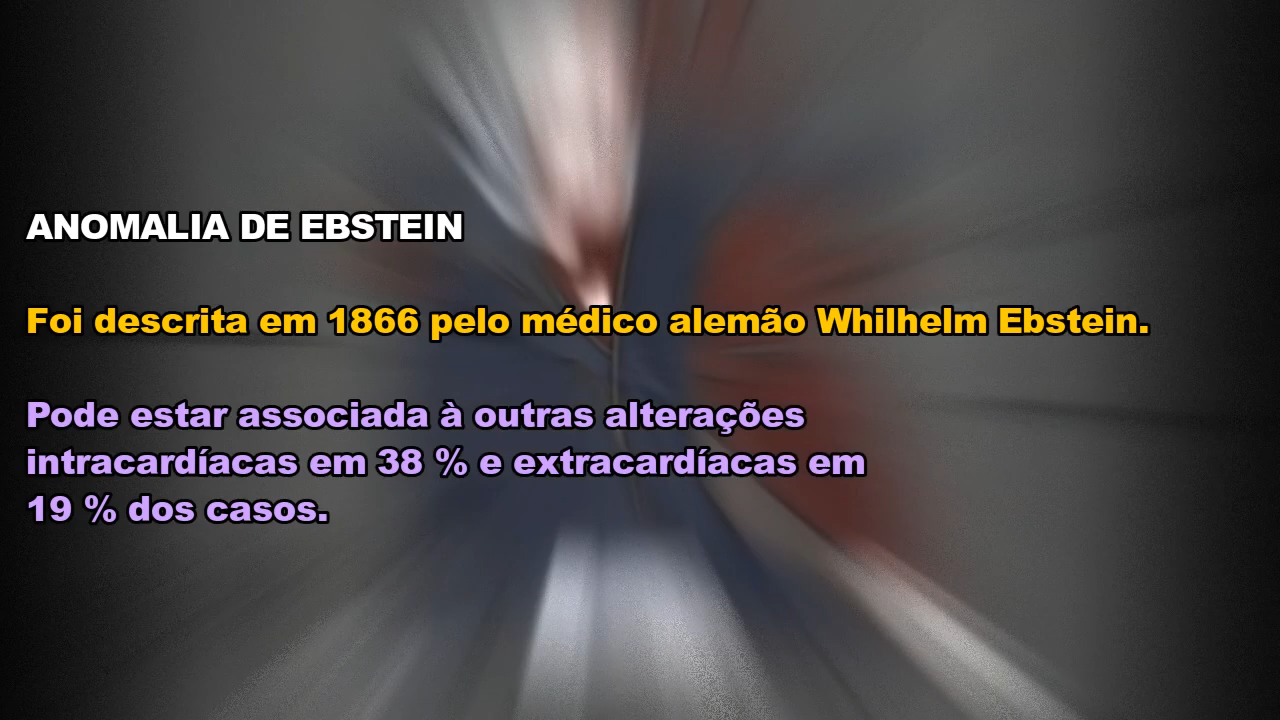 ANOMALIA DE EBSTEIN
Foi descrita em 1866 pelo médico alemão Whilhelm Ebstein.
Pode estar associada à outras alterações
intracardíacas em 38 % e extracardíacas em
19 % dos casos.